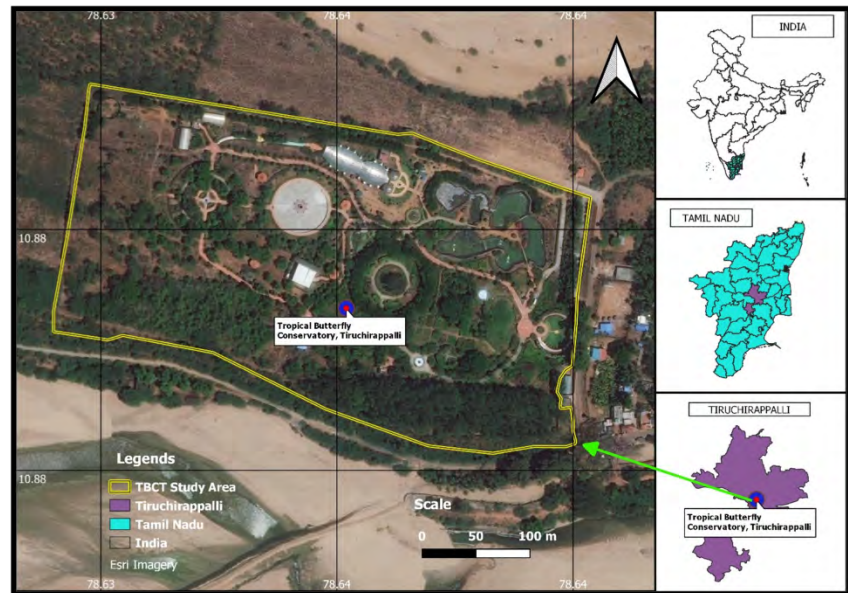 78.63
78.64
78.64
10.88
Tropical Butterfly
Conservatory, Tiruchirappalli
10.88
Legends
TBCT Study Area
Tiruchirappalli
Tamil Nadu
India
Esri Imagery
Scale
0
50
100 m
78.63
78.64
78.64
INDIA
TAMIL NADU
TIRUCHIRAPPALLI
Tropical Butterfly
Conservatory, Tiruchirappalli